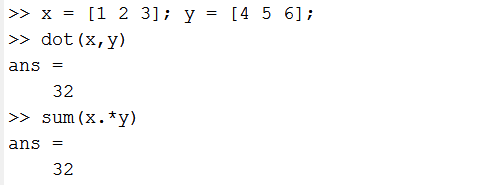 >> x = [1 2 3]; y = [4 5 6];
>> dot(x,y)
ans =
    32
>> sum(x.*y)
ans =
    32